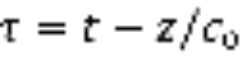 τ = t − z/c₀